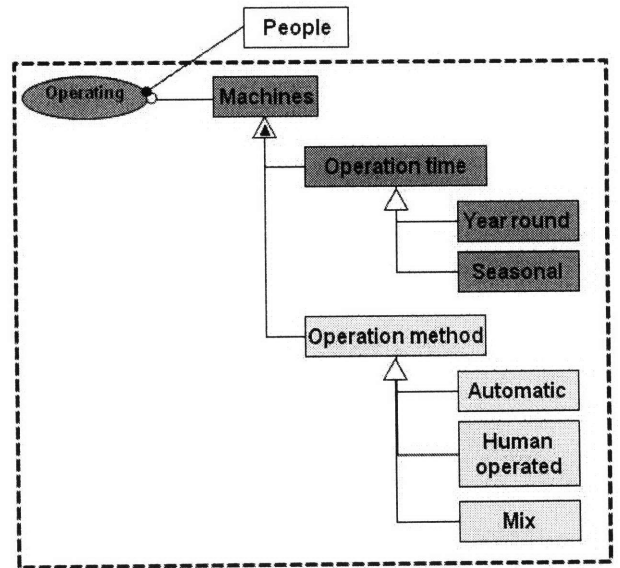 People
Operating
Machines
Operation time
Year round
Seasonal
Operation method
Automatic
Human
operated
Mix